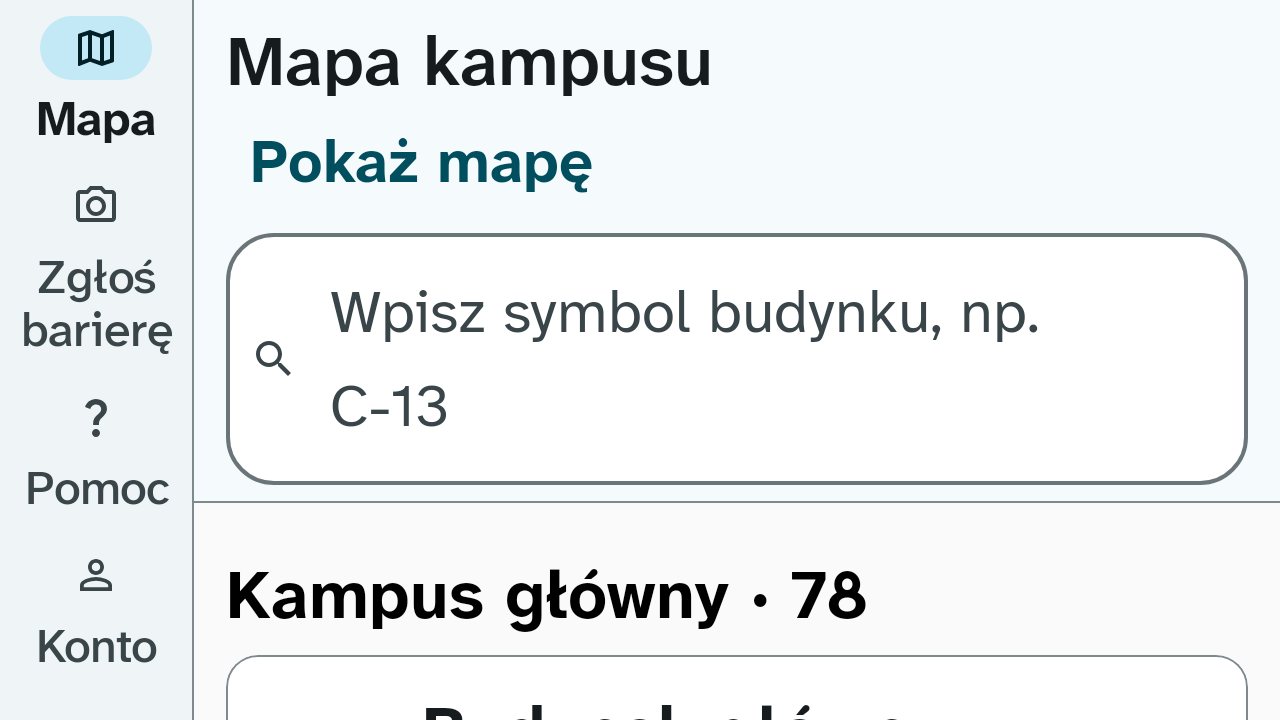 Mapa
Zgłoś
barierę
?
Pomoc
Konto
Mapa kampusu
Pokaż mapę
Wpisz symbol budynku, np.
C-13
Kampus główny · 78